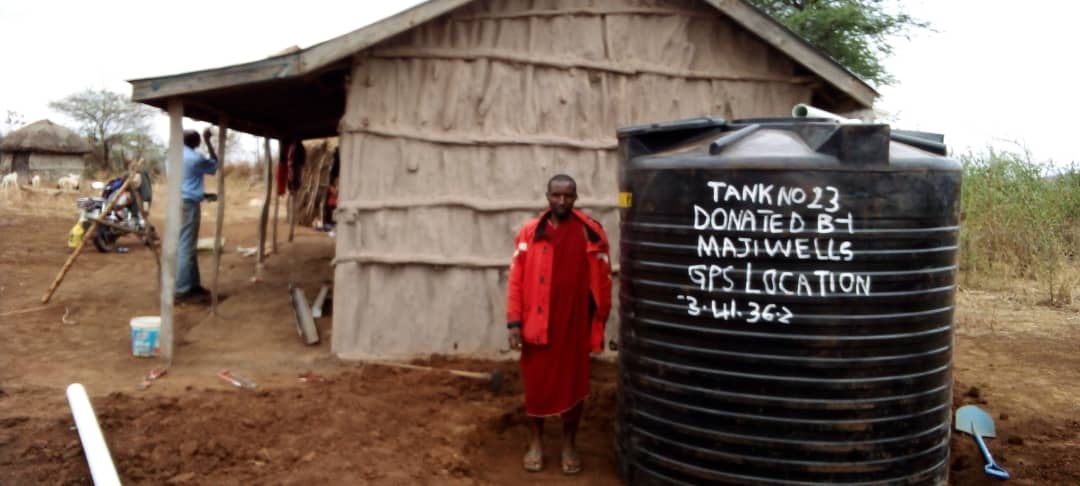 TANK NO 23
DONATED BY
MAJIWELLS
GPS LOCATION
-3.41.362